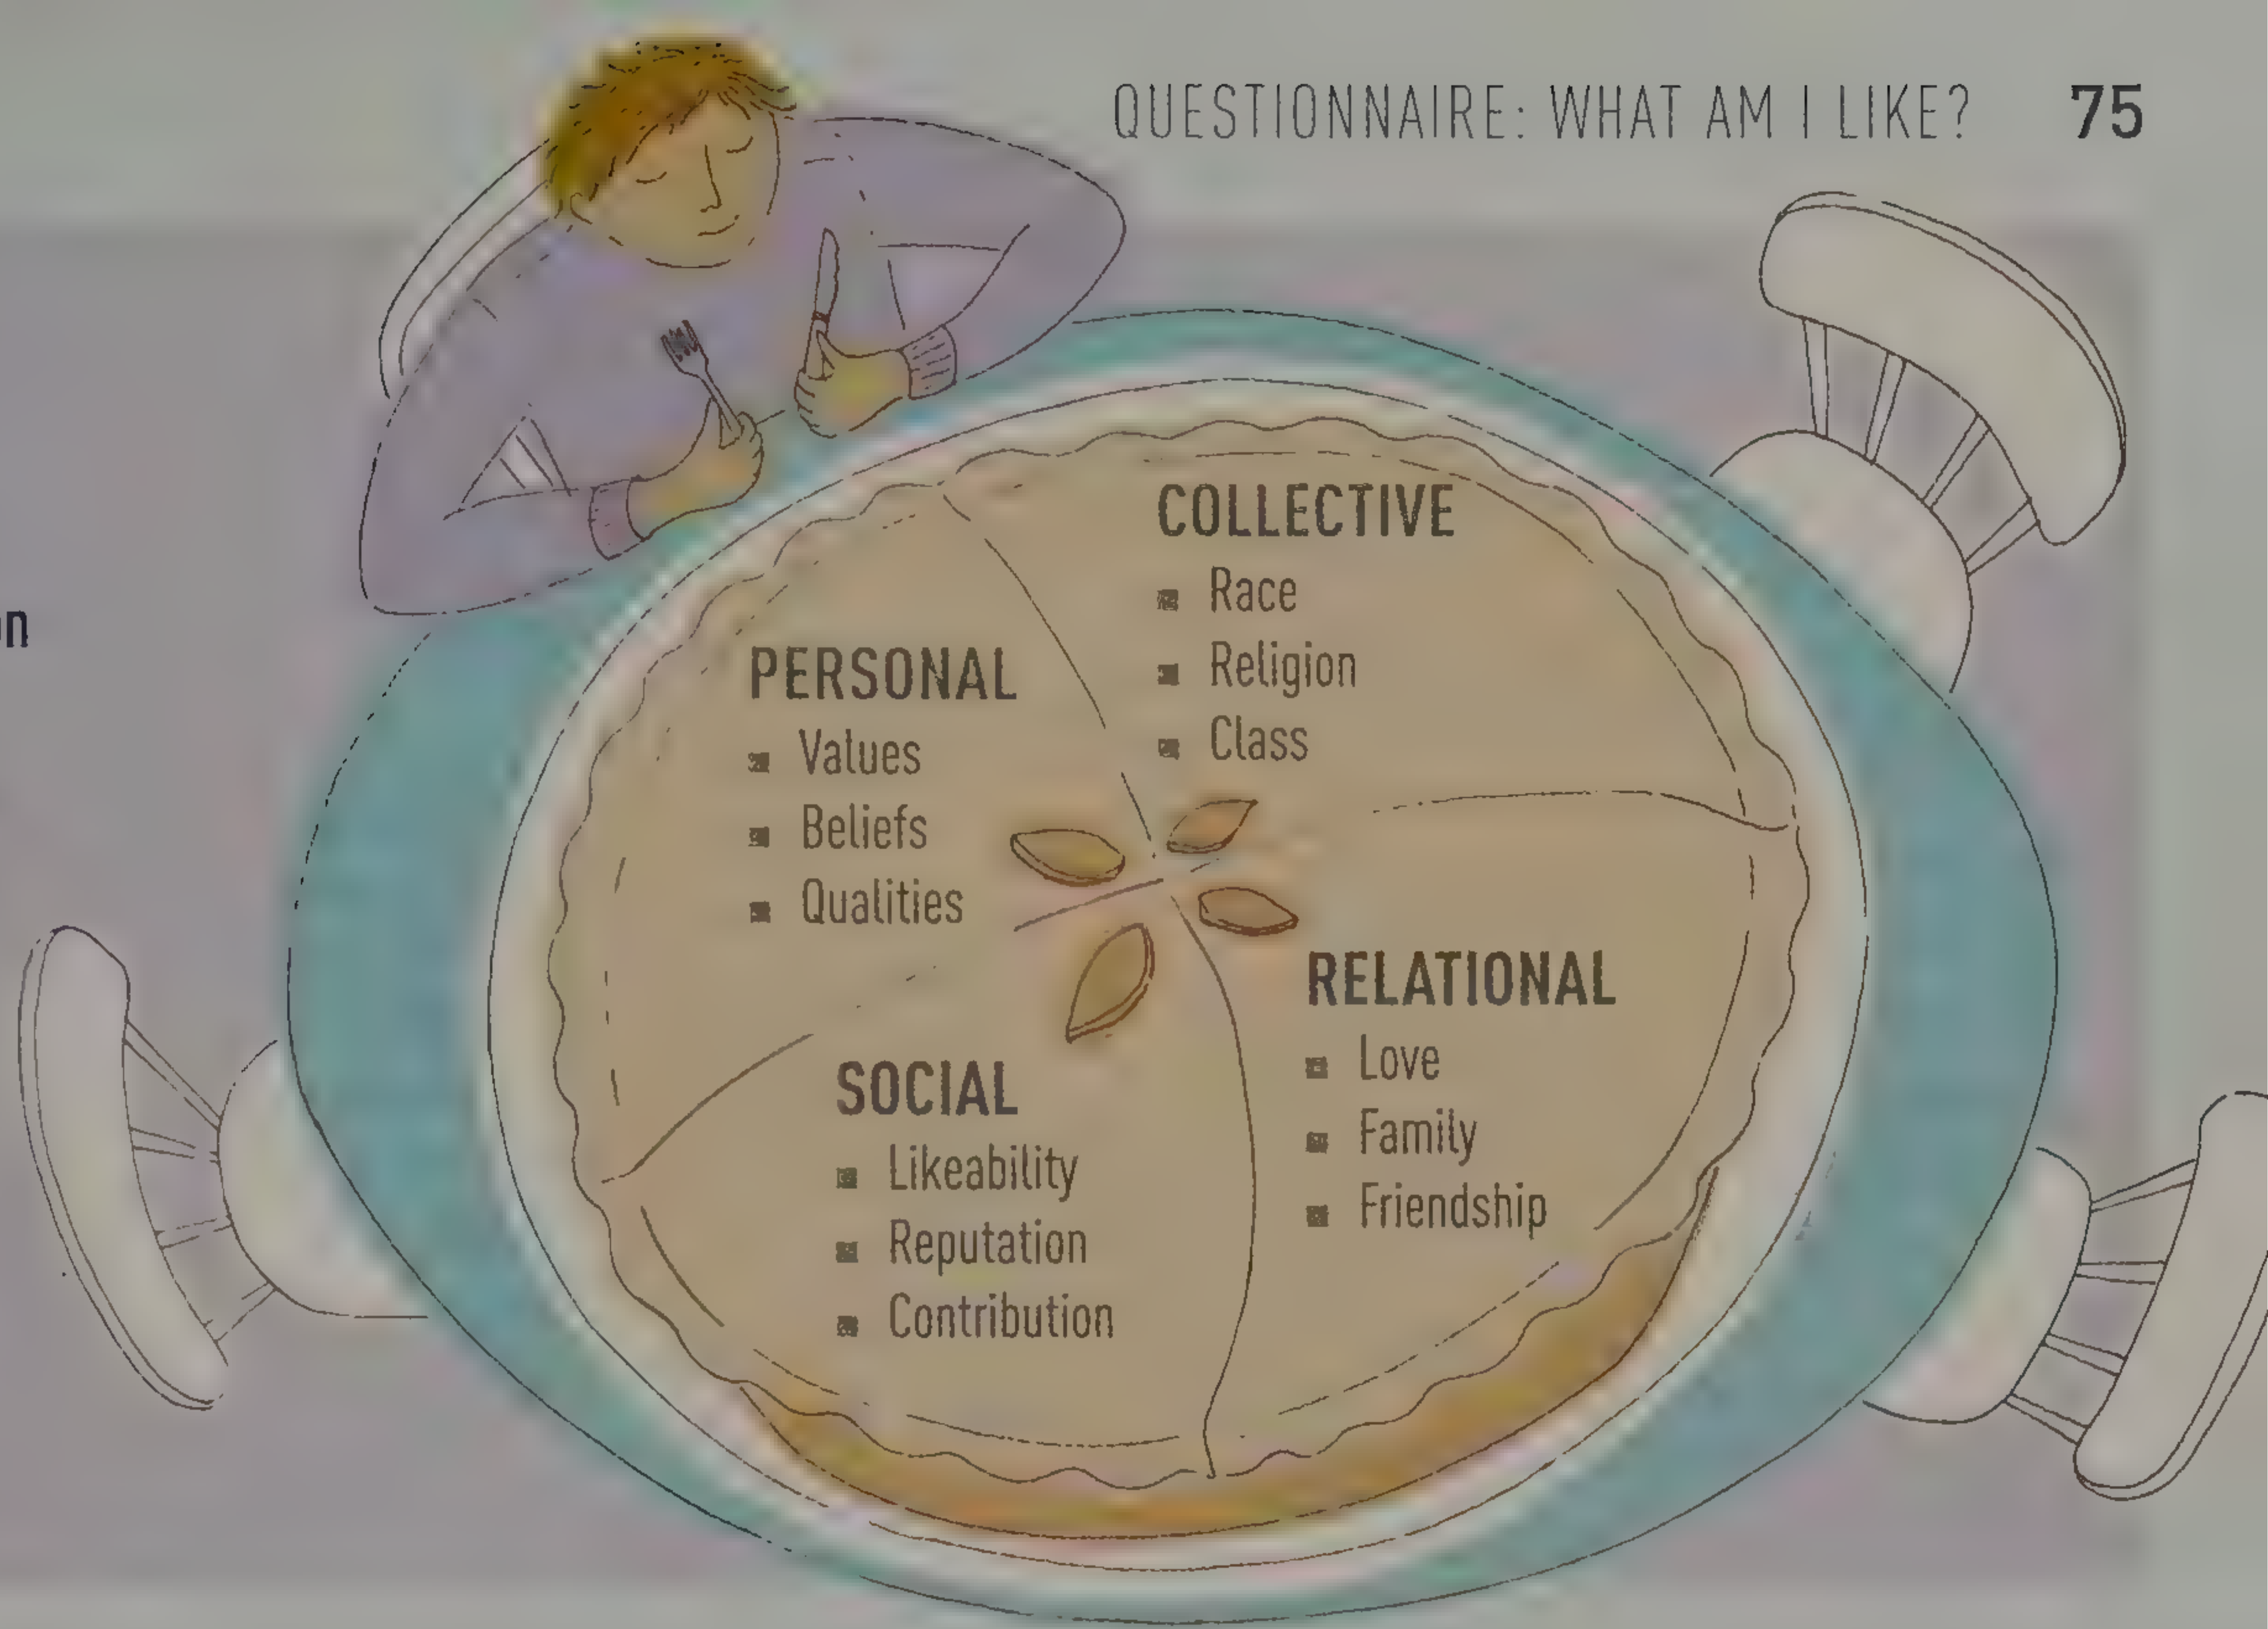 QUESTIONNAIRE: WHAT AM I LIKE? 75
COLLECTIVE
▪ Race
▪ Religion
▪ Class
PERSONAL
▪ Values
▪ Beliefs
▪ Qualities
RELATIONAL
▪ Love
▪ Family
▪ Friendship
SOCIAL
▪ Likeability
▪ Reputation
▪ Contribution